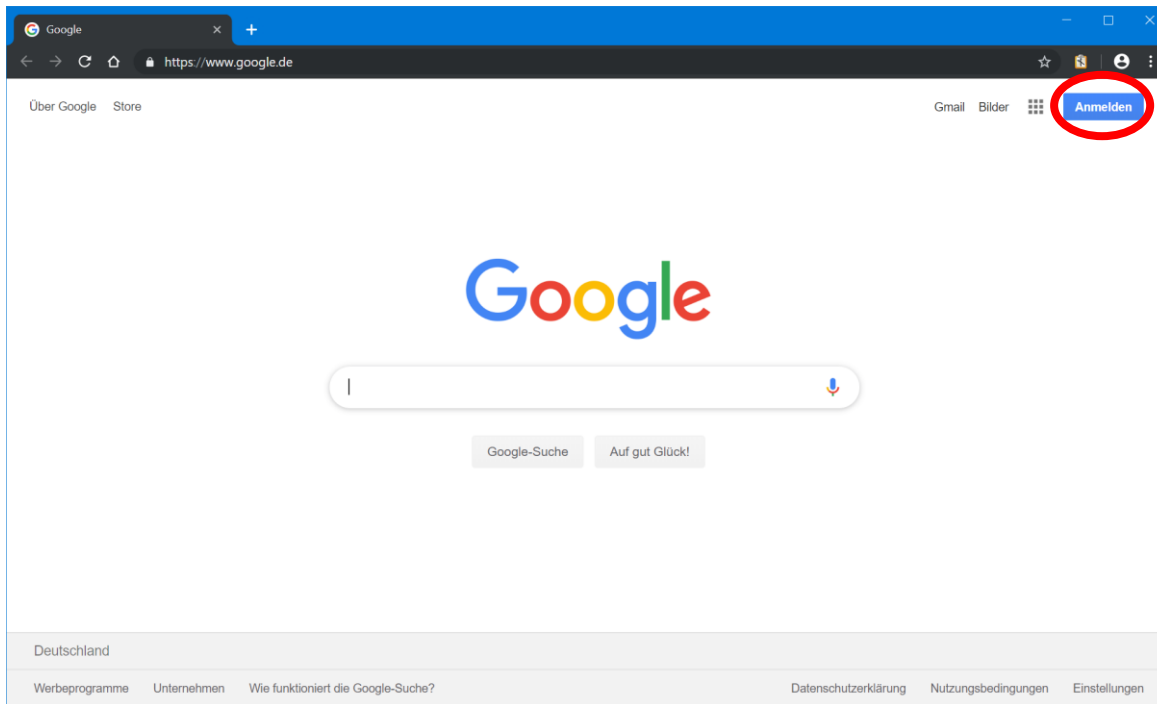 Google
https://www.google.de
Über Google Store
Gmail Bilder Anmelden
Google
Google-Suche Auf gut Glück!
Deutschland
Werbeprogramme Unternehmen Wie funktioniert die Google-Suche?
Datenschutzerklärung Nutzungsbedingungen Einstellungen